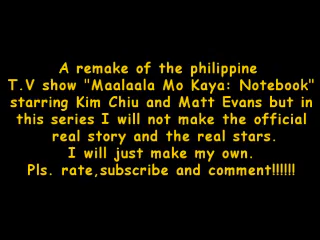 A remake of the philippine
T.V show "Maalaala Mo Kaya: Notebook"
starring Kim Chiu and Matt Evans but in
this series I will not make the official
real story and the real stars.
I will just make my own.
Pls. rate,subscribe and comment!!!!!!